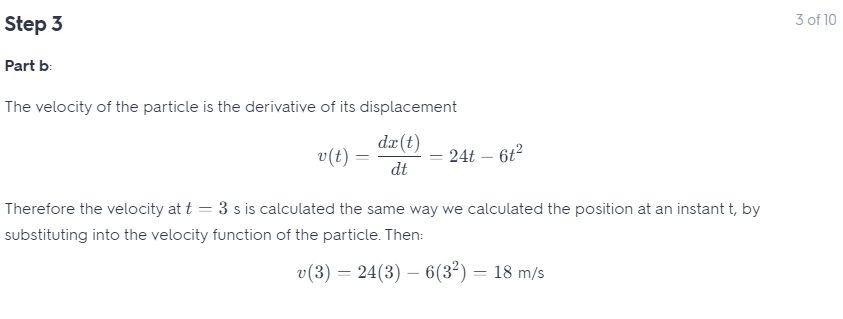 Step 3
3 of 10
Part b:
The velocity of the particle is the derivative of its displacement
v(t) = dx(t)/dt = 24t − 6t²
Therefore the velocity at t = 3 s is calculated the same way we calculated the position at an instant t, by
substituting into the velocity function of the particle. Then:
v(3) = 24(3) − 6(3²) = 18 m/s